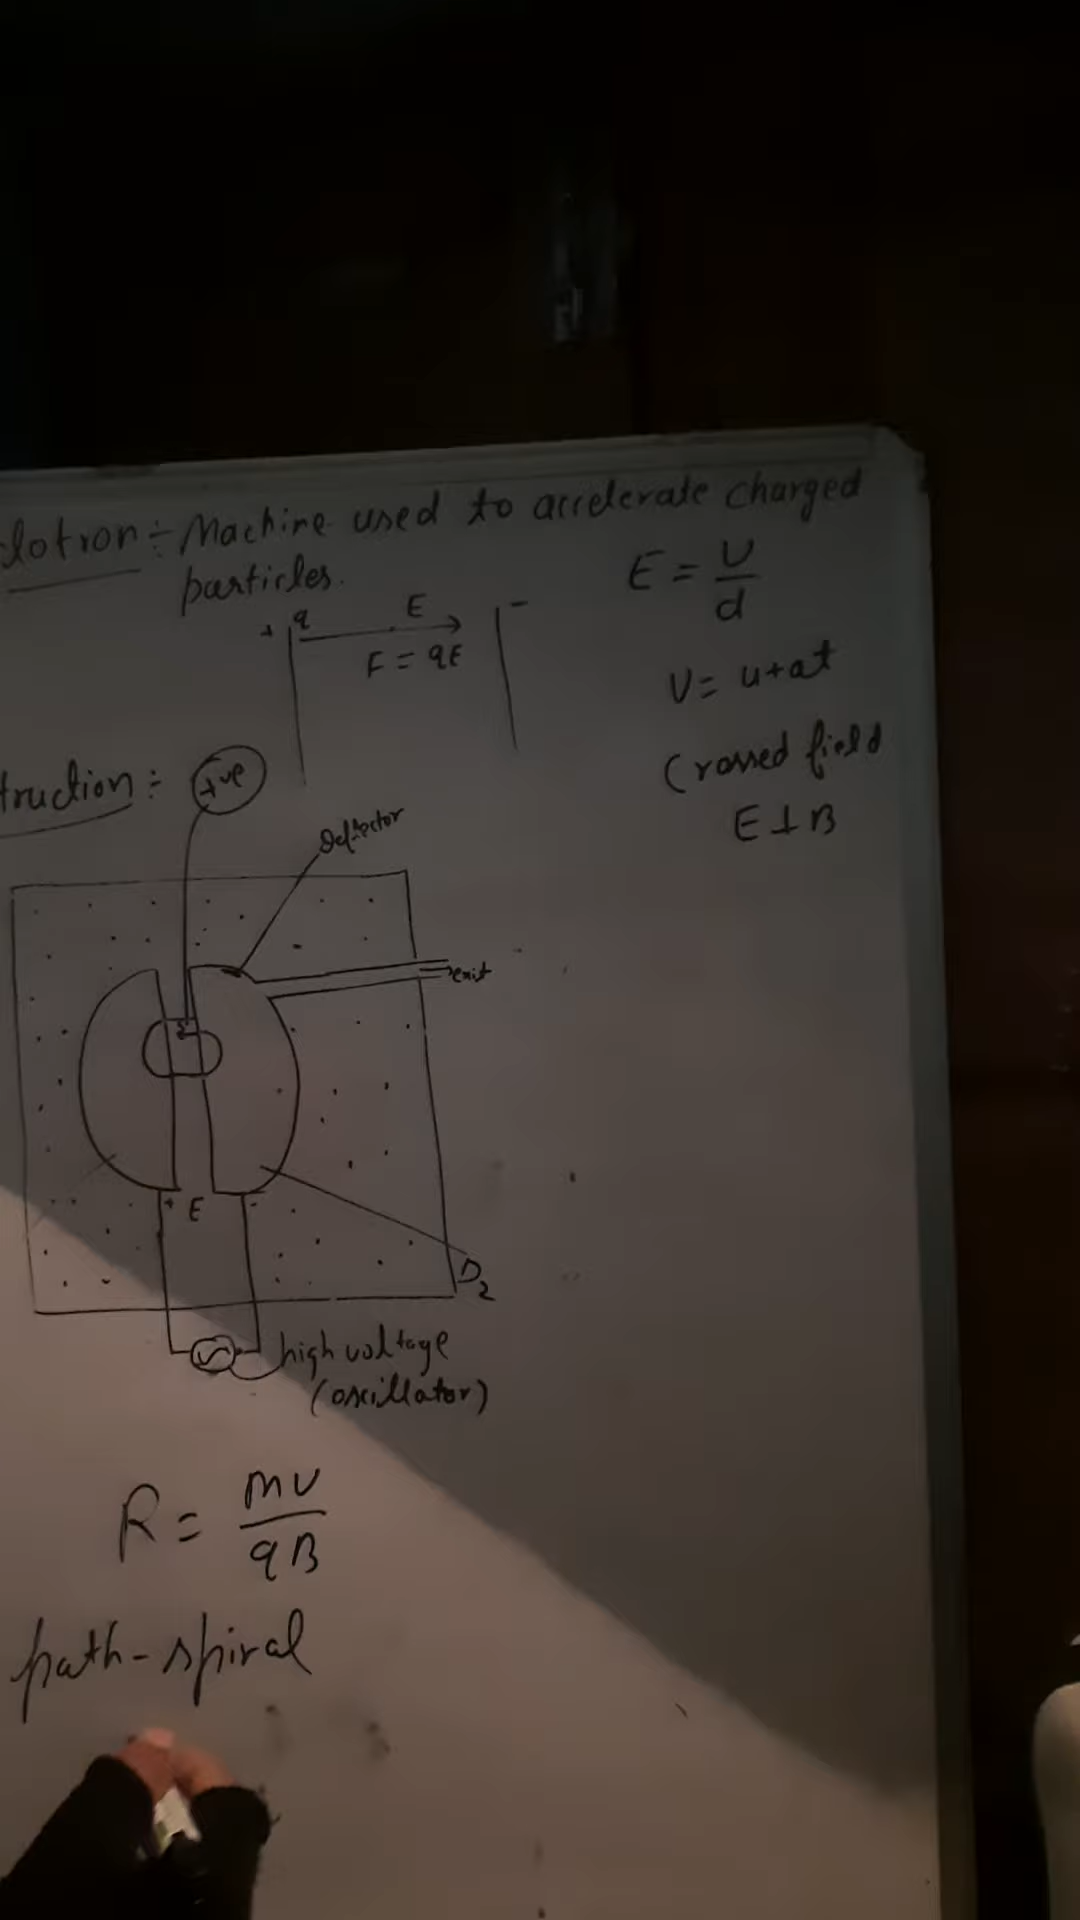 clotron ÷ Machine used to accelerate charged
particles.
E = V/d
+ q E -
F = qE
V = u+at
Crossed field
E ⊥ B
truction :
+ve
Deflector
exit
S
+ E -
D2
high voltage
(oscillator)
R = mv/qB
path - spiral